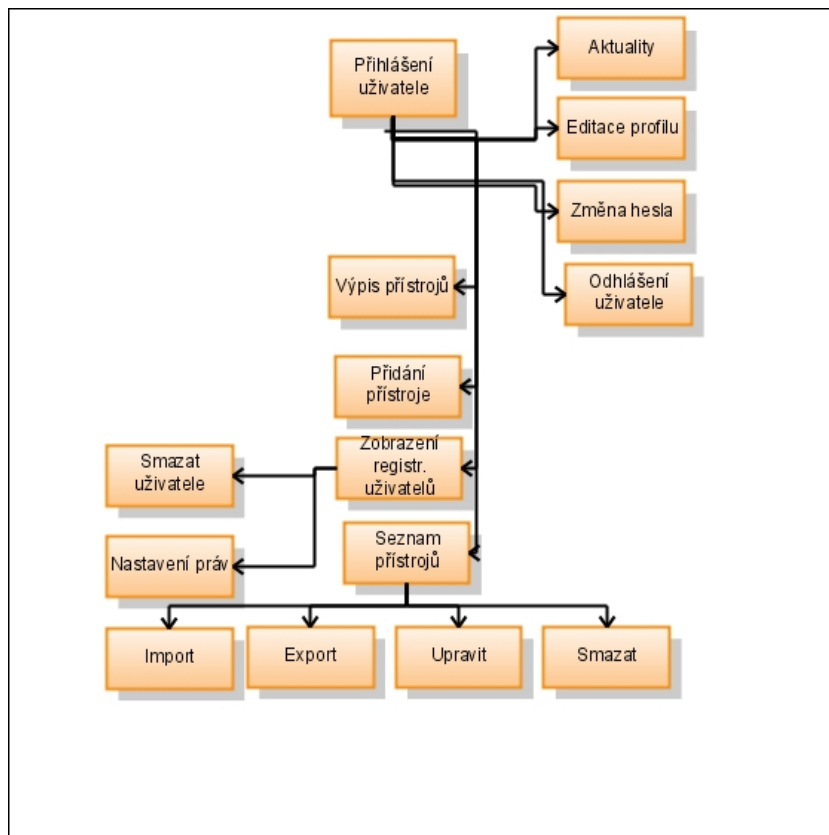 Přihlášení
uživatele
Aktuality
Editace profilu
Změna hesla
Odhlášení
uživatele
Výpis přístrojů
Přidání
přístroje
Zobrazení
registr.
uživatelů
Smazat
uživatele
Nastavení práv
Seznam
přístrojů
Import
Export
Upravit
Smazat